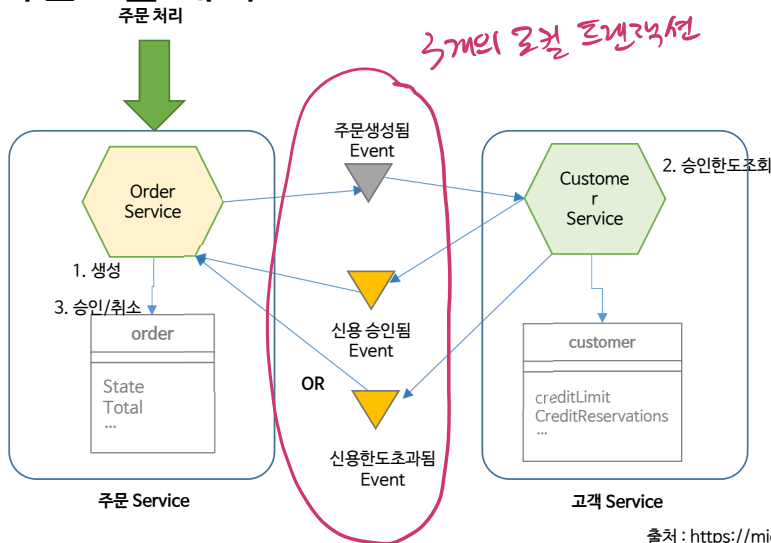 주문 처리
3개의 로컬 트랜잭션
주문생성됨
Event
Order
Service
Custome
r
Service
2. 승인한도조회
1. 생성
3. 승인/취소
신용 승인됨
Event
order
State
Total
...
OR
customer
creditLimit
CreditReservations
...
신용한도초과됨
Event
주문 Service
고객 Service
출처 : https://mi